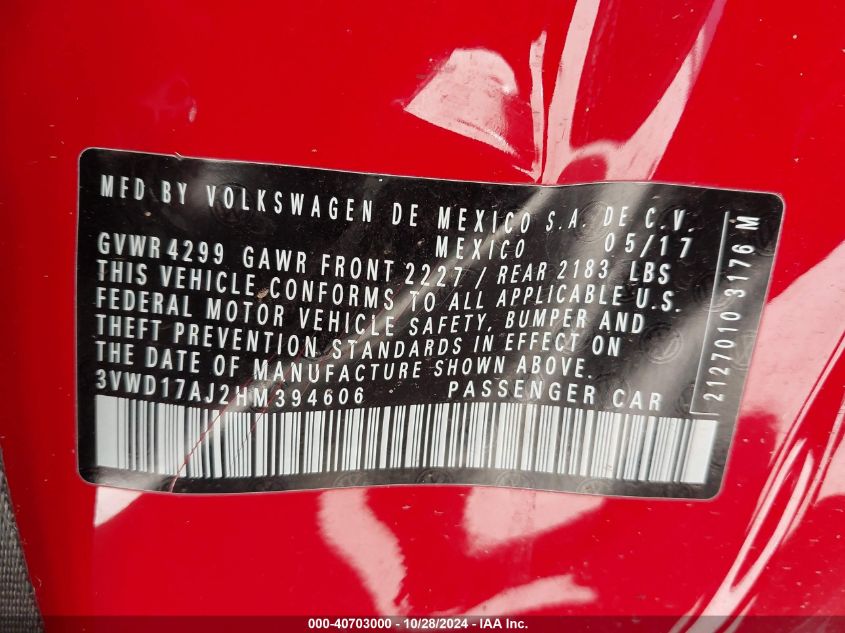 MFD BY VOLKSWAGEN DE MEXICO S.A. DE C.V.
MEXICO 05/17
GVWR 4299 GAWR FRONT 2227 / REAR 2183 LBS
THIS VEHICLE CONFORMS TO ALL APPLICABLE U.S.
FEDERAL MOTOR VEHICLE SAFETY, BUMPER AND
THEFT PREVENTION STANDARDS IN EFFECT ON
THE DATE OF MANUFACTURE SHOWN ABOVE.
3VWD17AJ2HM394606 PASSENGER CAR
2127010 3176 M
000-40703000 - 10/28/2024 - IAA Inc.